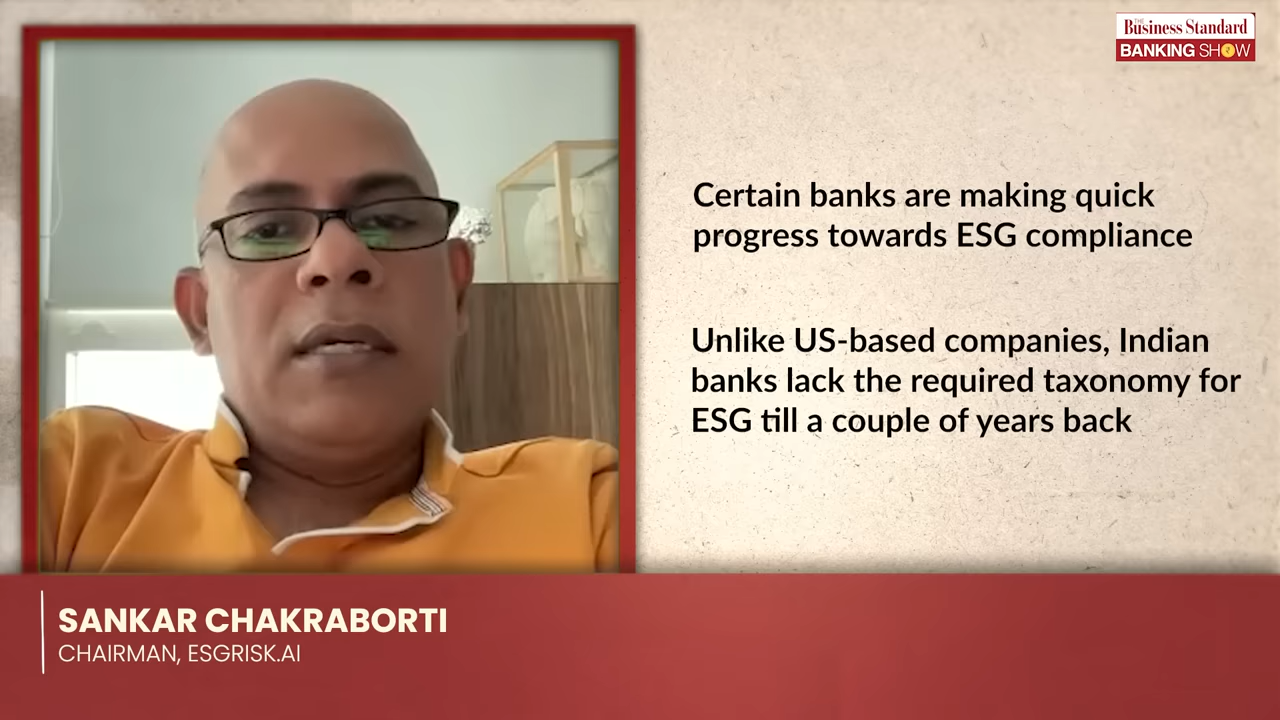 THE
Business Standard
BANKING SHOW
Certain banks are making quick
progress towards ESG compliance
Unlike US-based companies, Indian
banks lack the required taxonomy for
ESG till a couple of years back
SANKAR CHAKRABORTI
CHAIRMAN, ESGRISK.AI